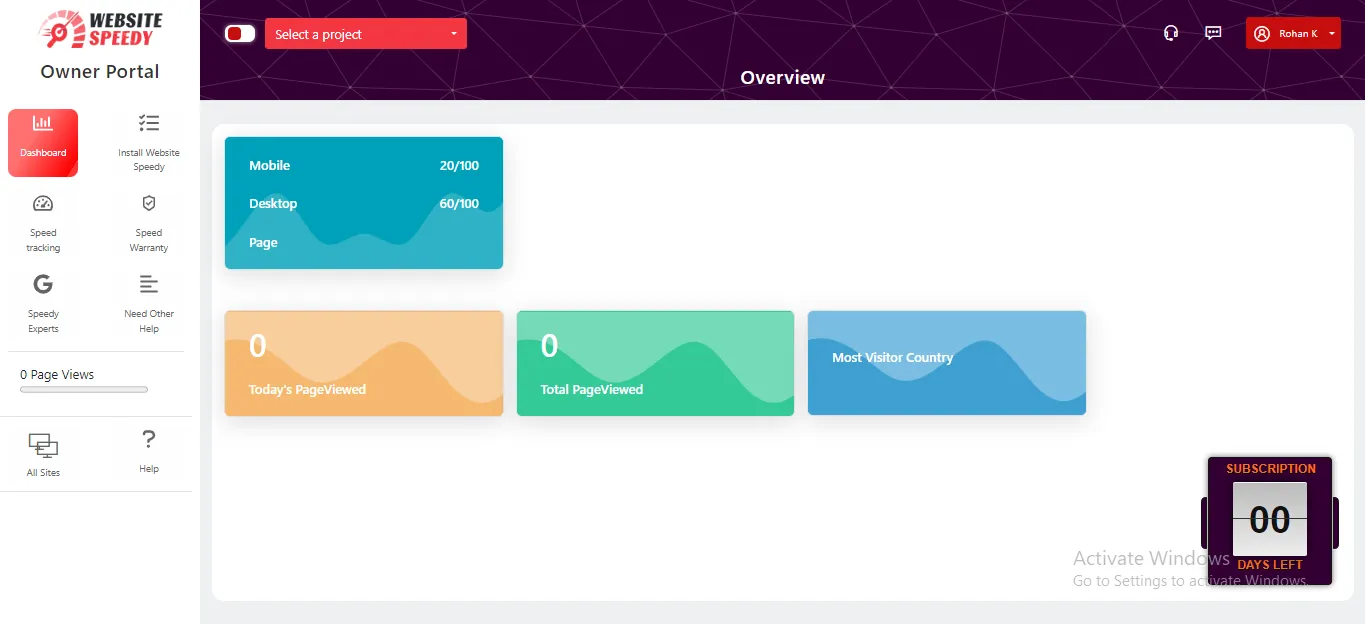 WEBSITE
SPEEDY
Owner Portal
Dashboard
Install Website
Speedy
Speed
tracking
Speed
Warranty
Speedy
Experts
Need Other
Help
0 Page Views
All Sites
Help
Select a project
Rohan K
Overview
Mobile 20/100
Desktop 60/100
Page
0
Today's PageViewed
0
Total PageViewed
Most Visitor Country
SUBSCRIPTION
00
DAYS LEFT
Activate Windows
Go to Settings to activate Windows.